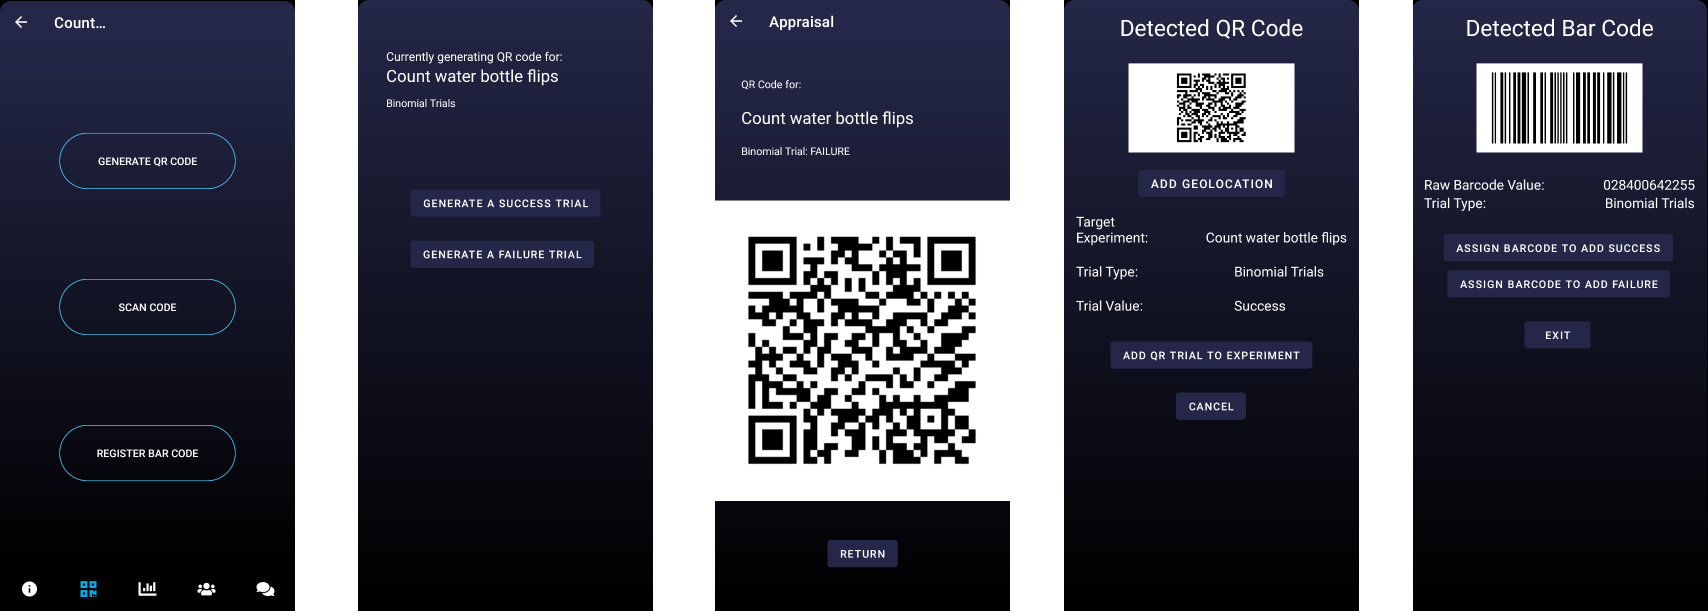 Count...
GENERATE QR CODE
SCAN CODE
REGISTER BAR CODE
Currently generating QR code for:
Count water bottle flips
Binomial Trials
GENERATE A SUCCESS TRIAL
GENERATE A FAILURE TRIAL
Appraisal
QR Code for:
Count water bottle flips
Binomial Trial: FAILURE
RETURN
Detected QR Code
ADD GEOLOCATION
Target
Experiment: Count water bottle flips
Trial Type: Binomial Trials
Trial Value: Success
ADD QR TRIAL TO EXPERIMENT
CANCEL
Detected Bar Code
Raw Barcode Value: 028400642255
Trial Type: Binomial Trials
ASSIGN BARCODE TO ADD SUCCESS
ASSIGN BARCODE TO ADD FAILURE
EXIT